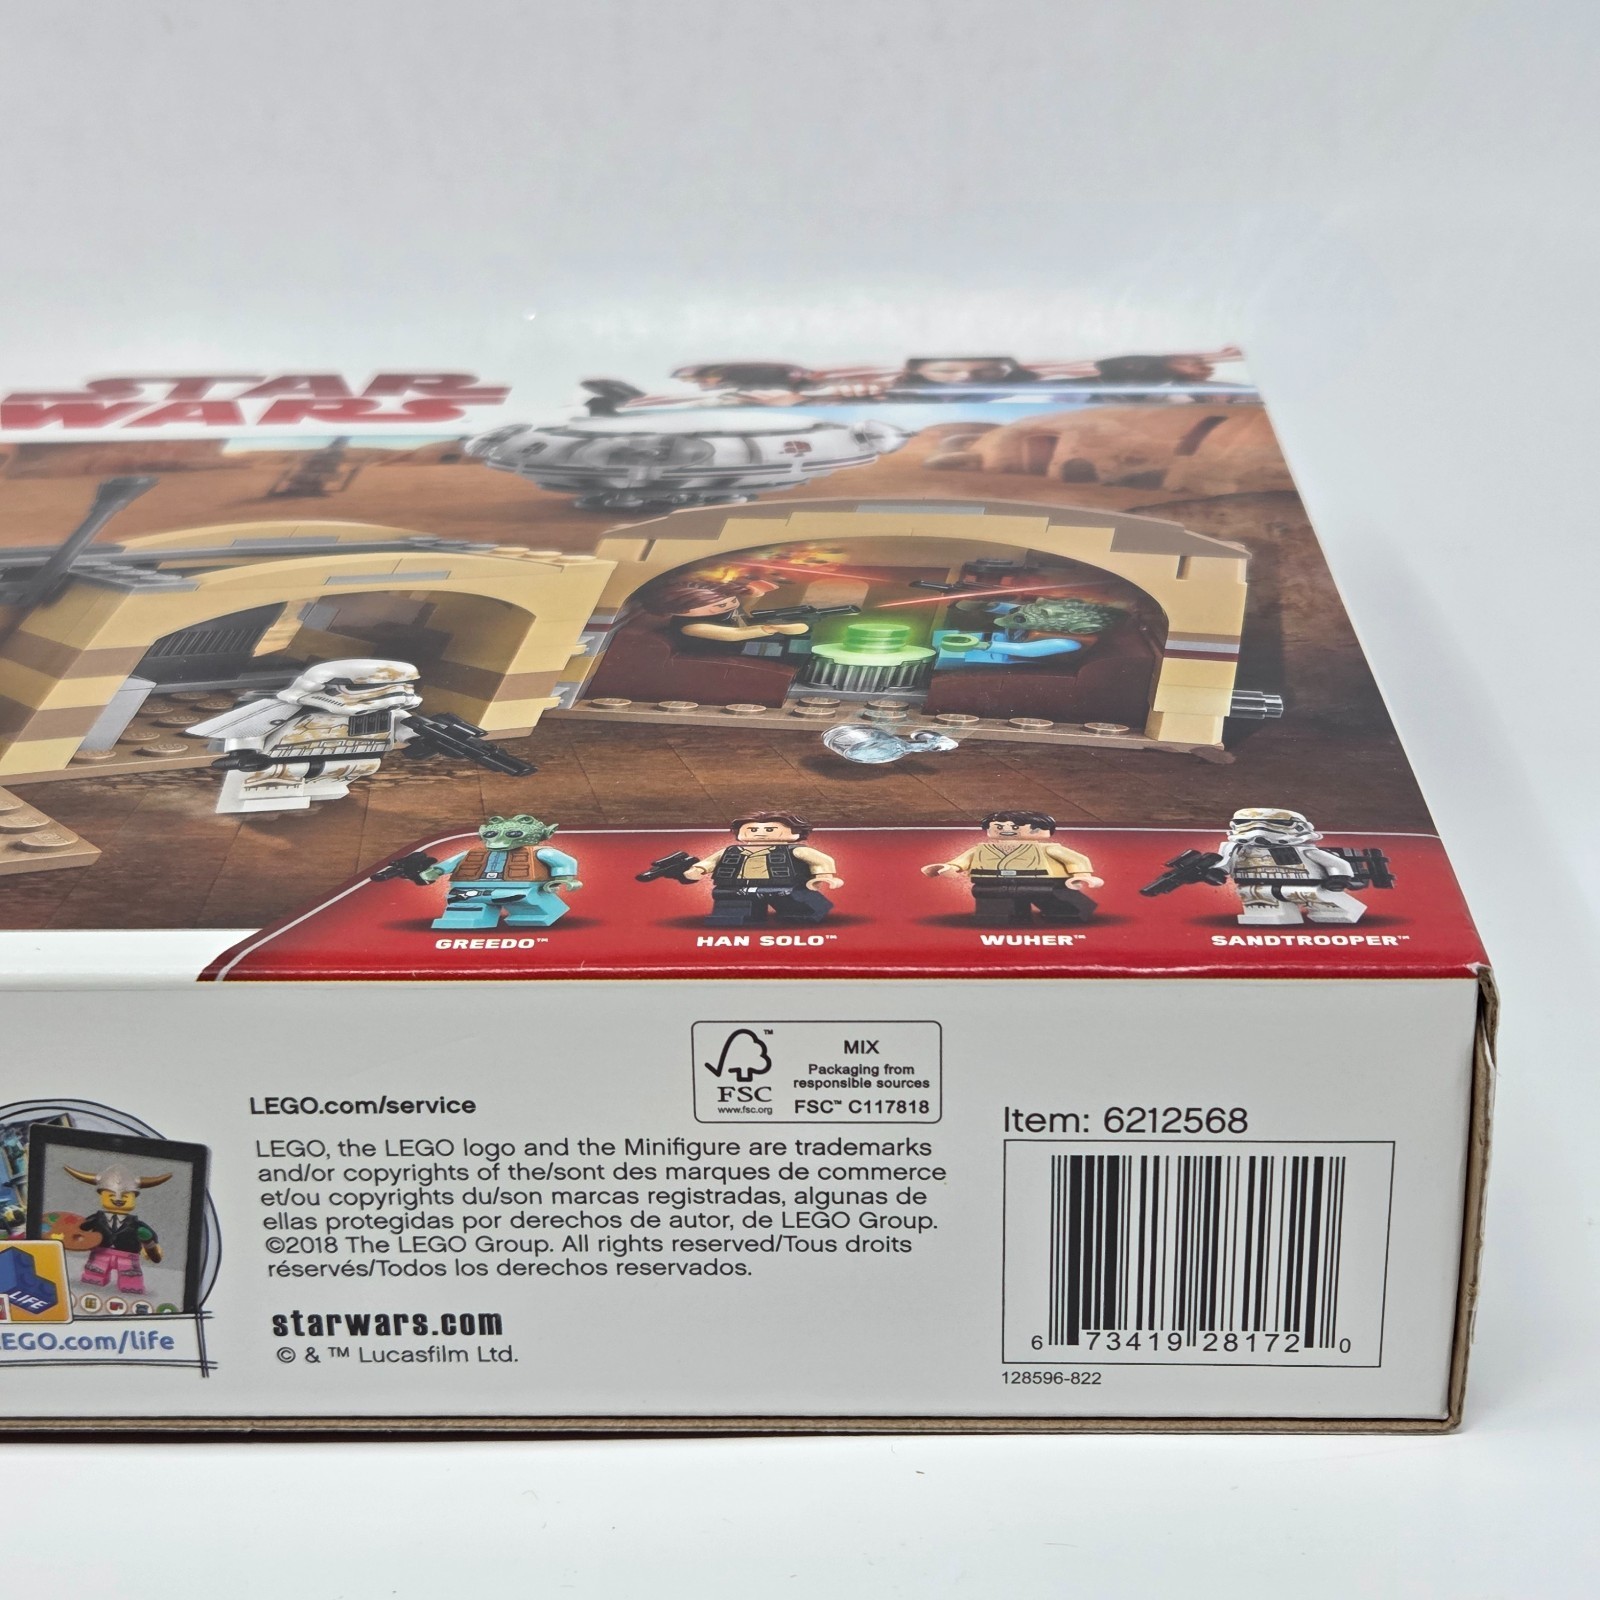 STAR
WARS
GREEDO™
HAN SOLO™
WUHER™
SANDTROOPER™
LIFE
EGO.com/life
LEGO.com/service
LEGO, the LEGO logo and the Minifigure are trademarks
and/or copyrights of the/sont des marques de commerce
et/ou copyrights du/son marcas registradas, algunas de
ellas protegidas por derechos de autor, de LEGO Group.
©2018 The LEGO Group. All rights reserved/Tous droits
réservés/Todos los derechos reservados.
starwars.com
© & ™ Lucasfilm Ltd.
FSC
™
www.fsc.org
MIX
Packaging from
responsible sources
FSC™ C117818
Item: 6212568
6 73419 28172 0
128596-822